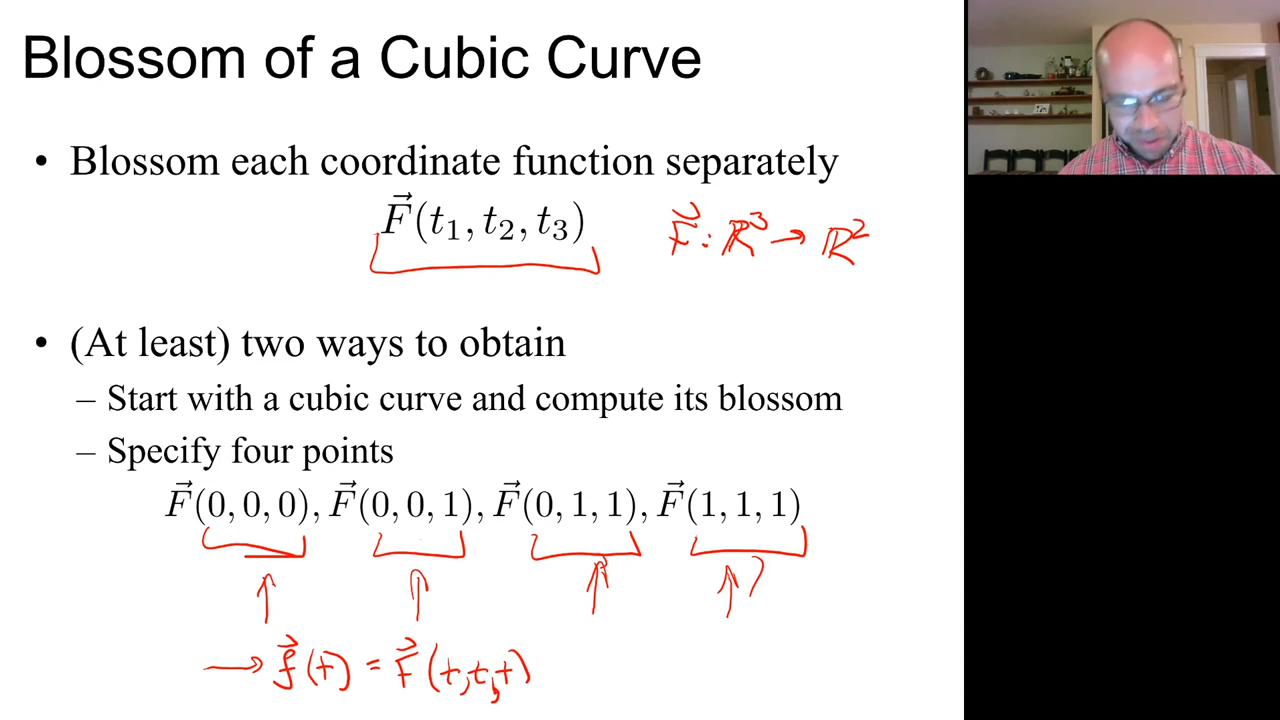 Blossom of a Cubic Curve
• Blossom each coordinate function separately
F⃗(t₁, t₂, t₃) F⃗ : ℝ³ → ℝ²
• (At least) two ways to obtain
– Start with a cubic curve and compute its blossom
– Specify four points
F⃗(0, 0, 0), F⃗(0, 0, 1), F⃗(0, 1, 1), F⃗(1, 1, 1)
→ f⃗(t) = F⃗(t,t,t)